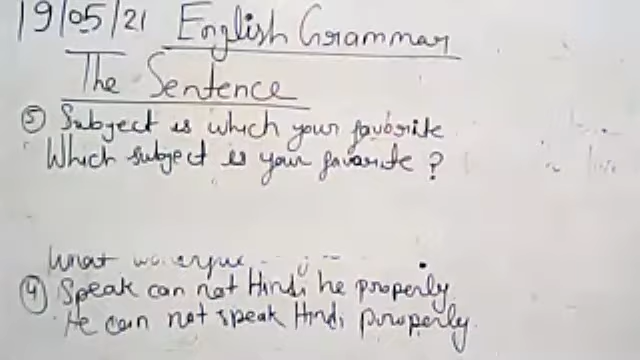 19/05/21 English Grammar
The Sentence
⑤ Subject is which your favorite
Which subject is your favorite ?
What
④ Speak can not Hindi he properly
He can not speak Hindi properly.